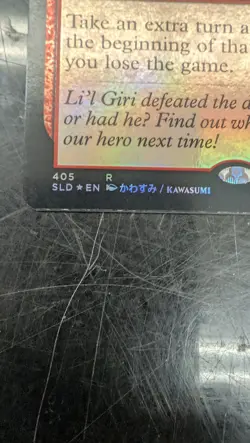 Take an extra turn a
the beginning of tha
you lose the game.
Li'l Giri defeated the
or had he? Find out
our hero next time!
405 R
SLD★EN かわすみ / KAWASUMI